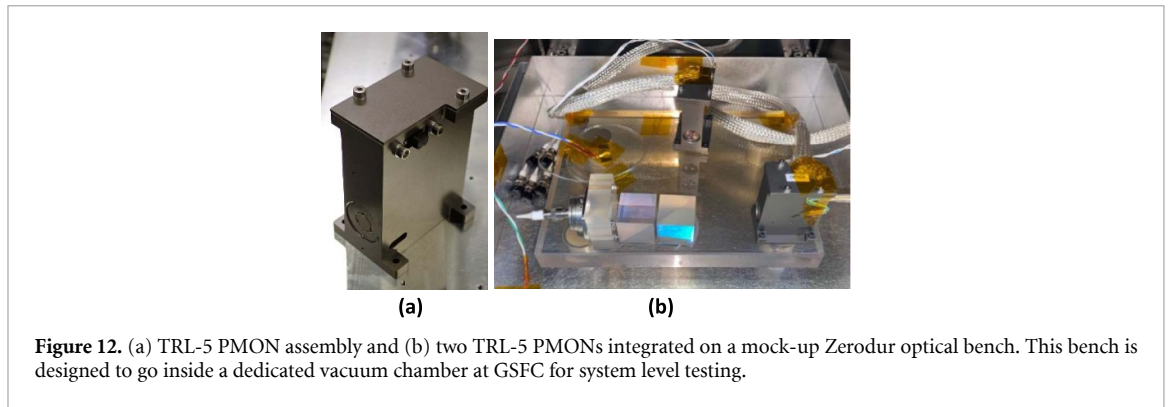 (a)
(b)
Figure 12. (a) TRL-5 PMON assembly and (b) two TRL-5 PMONs integrated on a mock-up Zerodur optical bench. This bench is
designed to go inside a dedicated vacuum chamber at GSFC for system level testing.